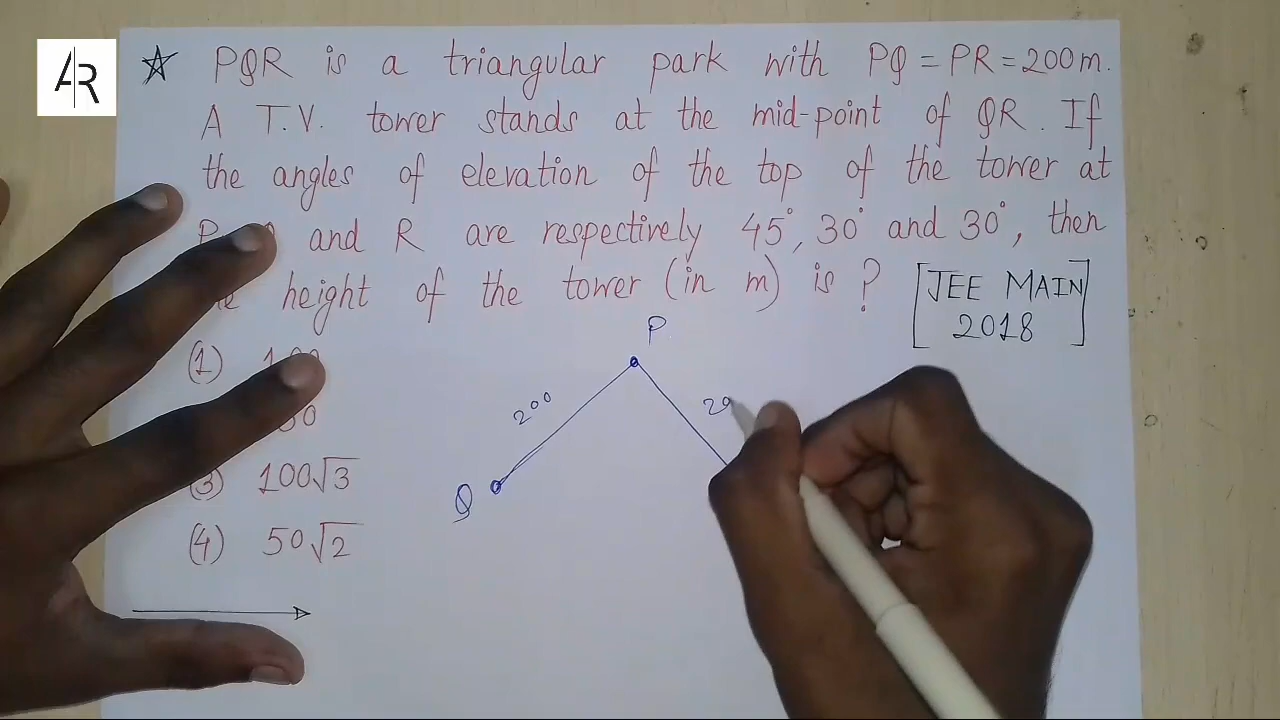 AR
PQR is a triangular park with PQ = PR = 200m.
A T.V. tower stands at the mid-point of QR. If
the angles of elevation of the top of the tower at
and R are respectively 45°, 30° and 30°, then
height of the tower (in m) is ?
[JEE MAIN
2018]
(1)
(3) 100√3
(4) 50√2
P
200
20
Q